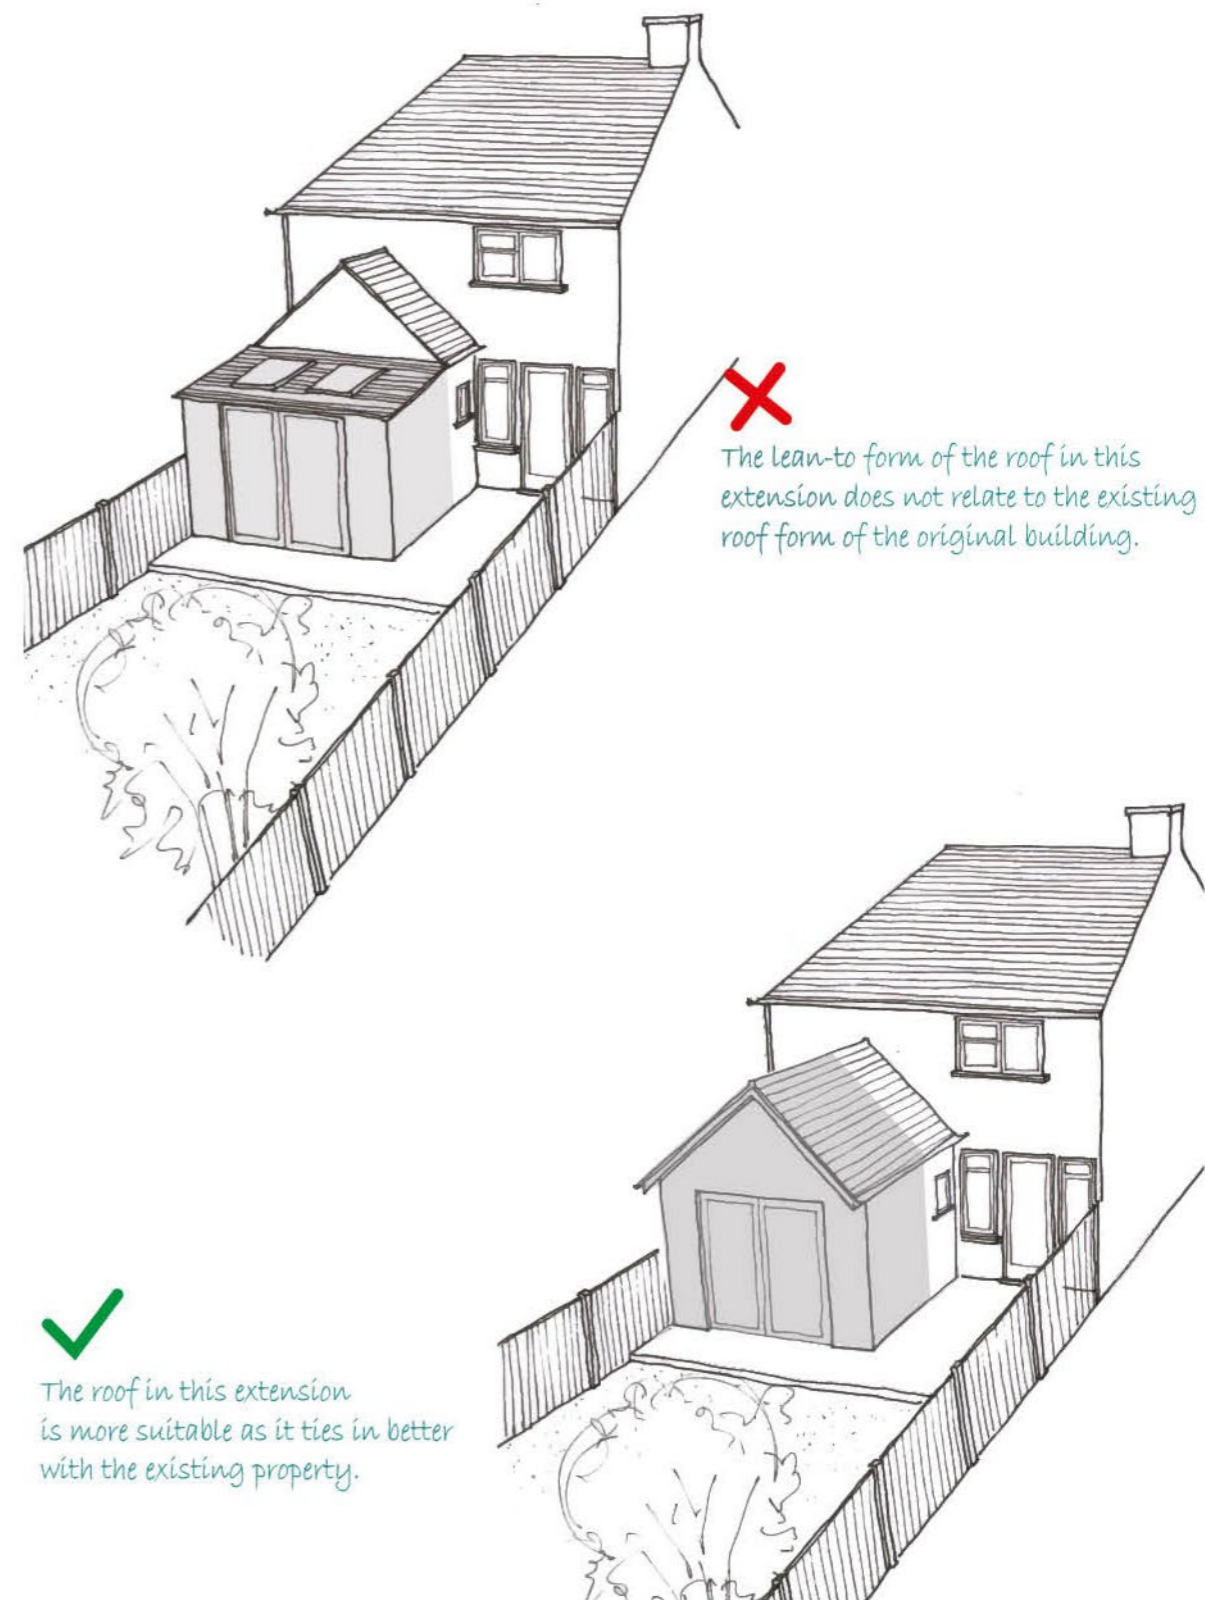 The lean-to form of the roof in this
extension does not relate to the existing
roof form of the original building.
The roof in this extension
is more suitable as it ties in better
with the existing property.